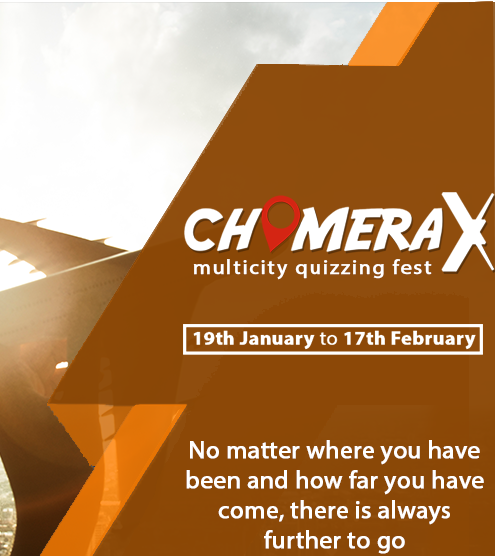 CHIMERA X
multicity quizzing fest
19th January to 17th February
No matter where you have
been and how far you have
come, there is always
further to go